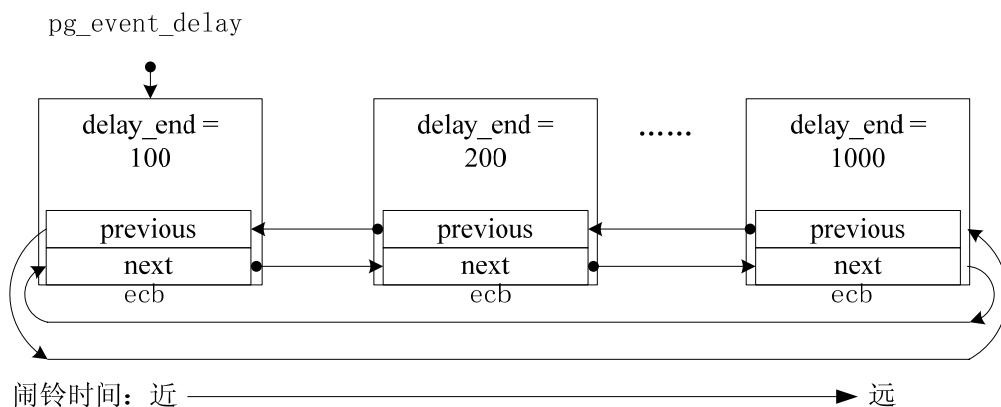 pg_event_delay
delay_end =
100
delay_end =
200
……
delay_end =
1000
previous
previous
previous
next
next
next
ecb
ecb
ecb
闹铃时间：近
远